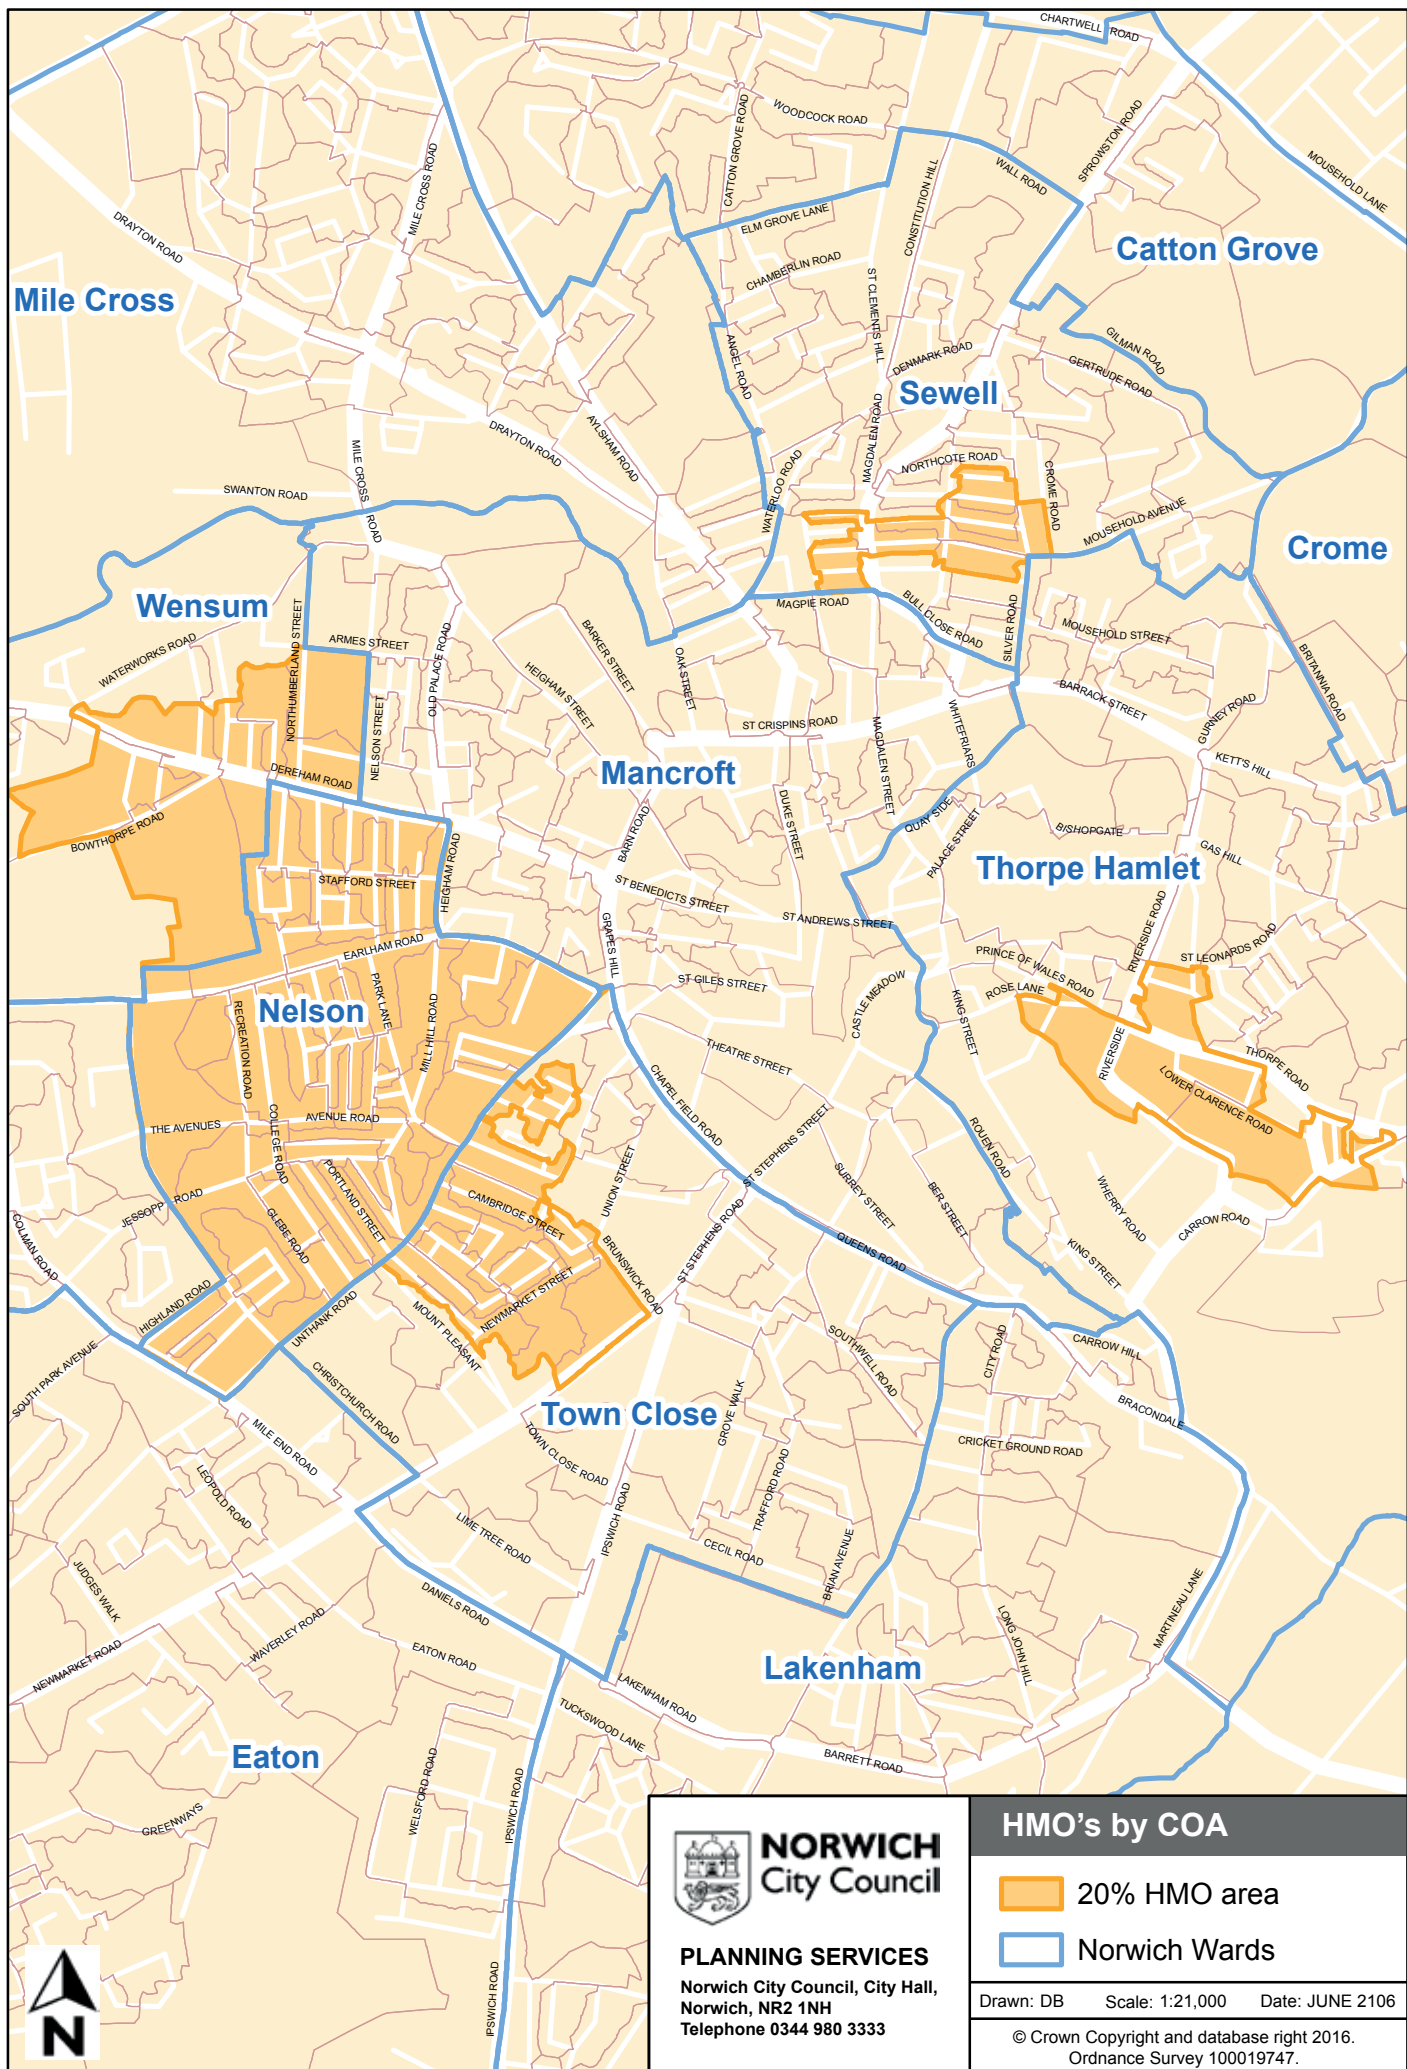 CHARTWELL ROAD
WOODCOCK ROAD
CATTON GROVE ROAD
SPROWSTON ROAD
MOUSEHOLD LANE
MILE CROSS ROAD
WALL ROAD
CONSTITUTION HILL
ELM GROVE LANE
DRAYTON ROAD
Catton Grove
CHAMBERLIN ROAD
ST CLEMENTS HILL
Mile Cross
GILMAN ROAD
ANGEL ROAD
DENMARK ROAD
GERTRUDE ROAD
Sewell
AYLSHAM ROAD
MAGDALEN ROAD
DRAYTON ROAD
NORTHCOTE ROAD
MILE CROSS ROAD
WATERLOO ROAD
CROME ROAD
SWANTON ROAD
MOUSEHOLD AVENUE
Crome
Wensum
MAGPIE ROAD
BULL CLOSE ROAD
SILVER ROAD
MOUSEHOLD STREET
NORTHUMBERLAND STREET
ARMES STREET
BARKER STREET
WATERWORKS ROAD
OLD PALACE ROAD
OAK STREET
BRITANNIA ROAD
HEIGHAM STREET
BARRACK STREET
NELSON STREET
ST CRISPINS ROAD
WHITEFRIARS
GURNEY ROAD
MAGDALEN STREET
KETT'S HILL
DEREHAM ROAD
Mancroft
DUKE STREET
QUAY SIDE
BARN ROAD
PALACE STREET
BISHOPGATE
BOWTHORPE ROAD
GAS HILL
Thorpe Hamlet
HEIGHAM ROAD
STAFFORD STREET
ST BENEDICTS STREET
ST ANDREWS STREET
GRAPES HILL
RIVERSIDE ROAD
EARLHAM ROAD
ST LEONARDS ROAD
PRINCE OF WALES ROAD
ST GILES STREET
ROSE LANE
CASTLE MEADOW
Nelson
PARK LANE
KING STREET
MILL HILL ROAD
RECREATION ROAD
RIVERSIDE
THEATRE STREET
THORPE ROAD
LOWER CLARENCE ROAD
CHAPEL FIELD ROAD
AVENUE ROAD
THE AVENUES
ROUEN ROAD
COLLEGE ROAD
ST STEPHENS STREET
SURREY STREET
PORTLAND STREET
UNION STREET
BER STREET
WHERRY ROAD
JESSOPP ROAD
CAMBRIDGE STREET
GLEBE ROAD
CARROW ROAD
COLMAN ROAD
ST STEPHENS ROAD
QUEENS ROAD
KING STREET
BRUNSWICK ROAD
HIGHLAND ROAD
NEWMARKET STREET
UNTHANK ROAD
MOUNT PLEASANT
SOUTHWELL ROAD
CITY ROAD
CARROW HILL
SOUTH PARK AVENUE
CHRISTCHURCH ROAD
GROVE WALK
BRACONDALE
Town Close
MILE END ROAD
TOWN CLOSE ROAD
CRICKET GROUND ROAD
LEOPOLD ROAD
TRAFFORD ROAD
IPSWICH ROAD
LIME TREE ROAD
CECIL ROAD
BRIAN AVENUE
JUDGES WALK
DANIELS ROAD
MARTINEAU LANE
WAVERLEY ROAD
LONG JOHN HILL
NEWMARKET ROAD
EATON ROAD
Lakenham
LAKENHAM ROAD
TUCKSWOOD LANE
Eaton
BARRETT ROAD
WELSFORD ROAD
IPSWICH ROAD
GREENWAYS
IPSWICH ROAD
N
NORWICH
City Council
PLANNING SERVICES
Norwich City Council, City Hall,
Norwich, NR2 1NH
Telephone 0344 980 3333
HMO's by COA
20% HMO area
Norwich Wards
Drawn: DB Scale: 1:21,000 Date: JUNE 2106
© Crown Copyright and database right 2016.
Ordnance Survey 100019747.